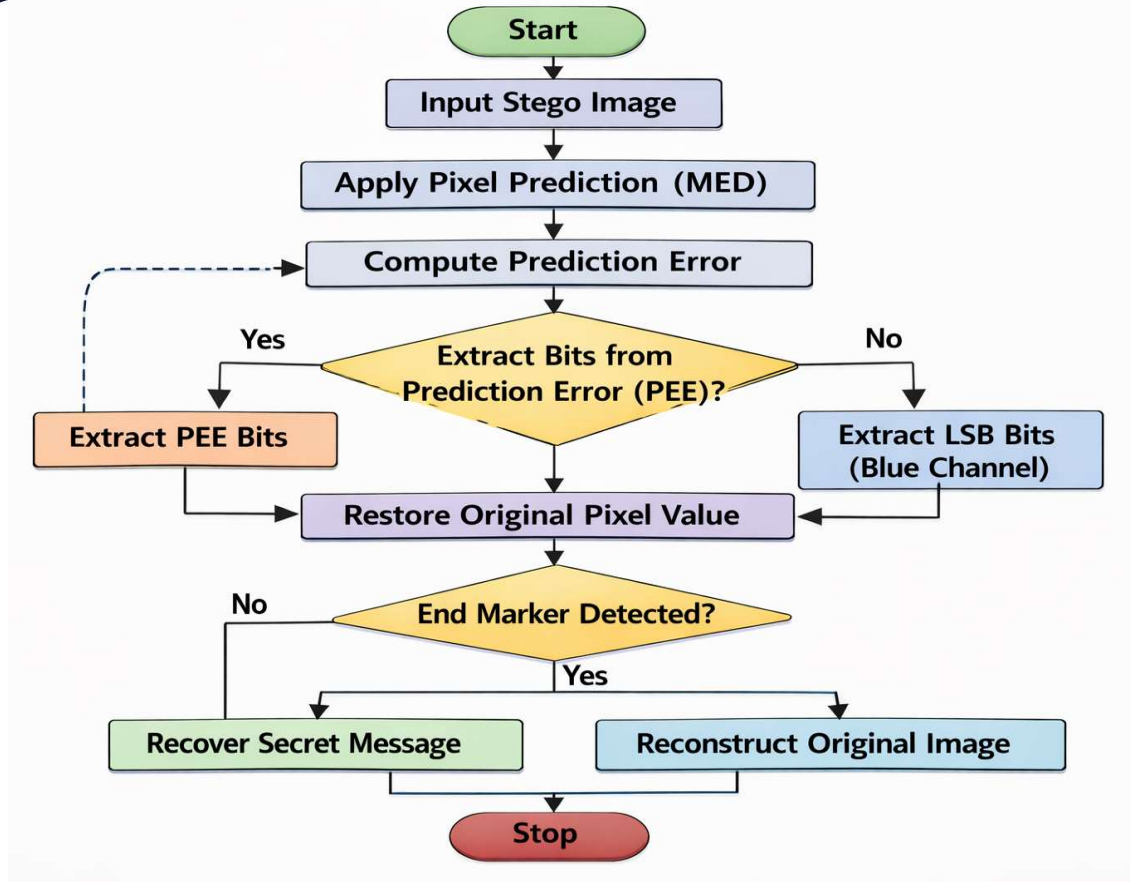 Start
Input Stego Image
Apply Pixel Prediction (MED)
Compute Prediction Error
Yes
No
Extract Bits from
Prediction Error (PEE)?
Extract PEE Bits
Extract LSB Bits
(Blue Channel)
Restore Original Pixel Value
No
End Marker Detected?
Yes
Recover Secret Message
Reconstruct Original Image
Stop